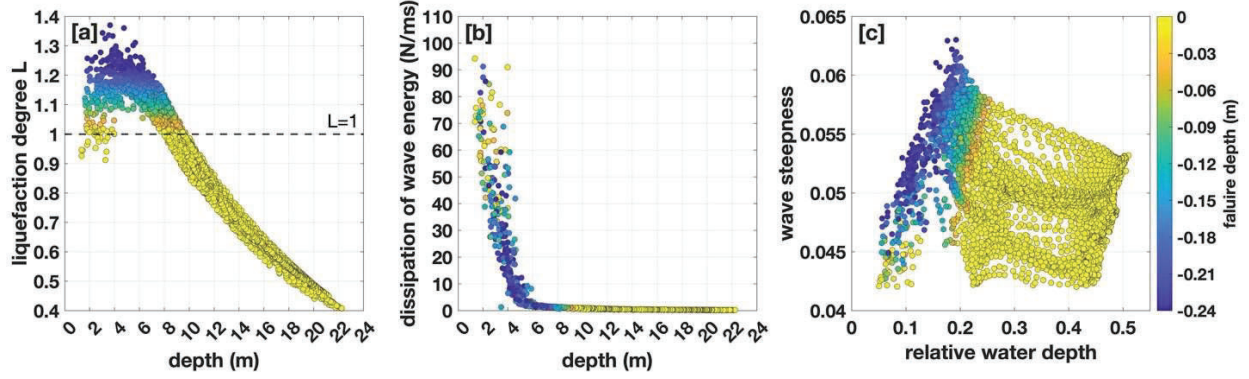 [a]
liquefaction degree L
1.4
1.3
1.2
1.1
1
0.9
0.8
0.7
0.6
0.5
0.4
L=1
0 2 4 6 8 10 12 14 16 18 20 22 24
depth (m)
[b]
dissipation of wave energy (N/ms)
110
100
90
80
70
60
50
40
30
20
10
0
0 2 4 6 8 10 12 14 16 18 20 22 24
depth (m)
[c]
wave steepness
0.065
0.06
0.055
0.05
0.045
0.04
0 0.1 0.2 0.3 0.4 0.5
relative water depth
0
-0.03
-0.06
-0.09
-0.12
-0.15
-0.18
-0.21
-0.24
faluire depth (m)